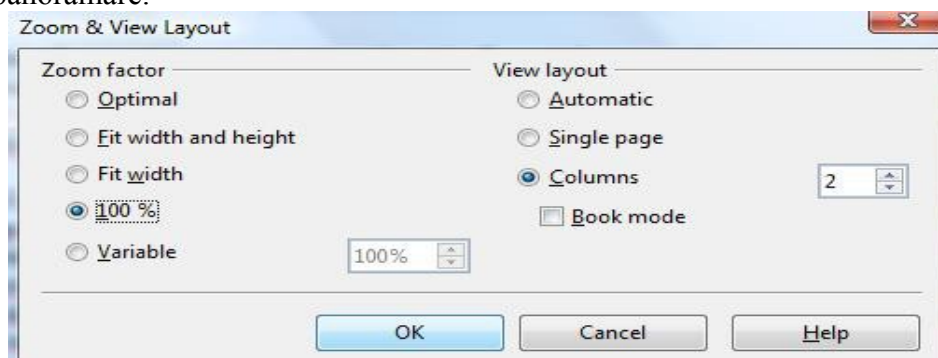 Zoom & View Layout
Zoom factor
Optimal
Fit width and height
Fit width
100 %
Variable 100%
View layout
Automatic
Single page
Columns 2
Book mode
OK Cancel Help